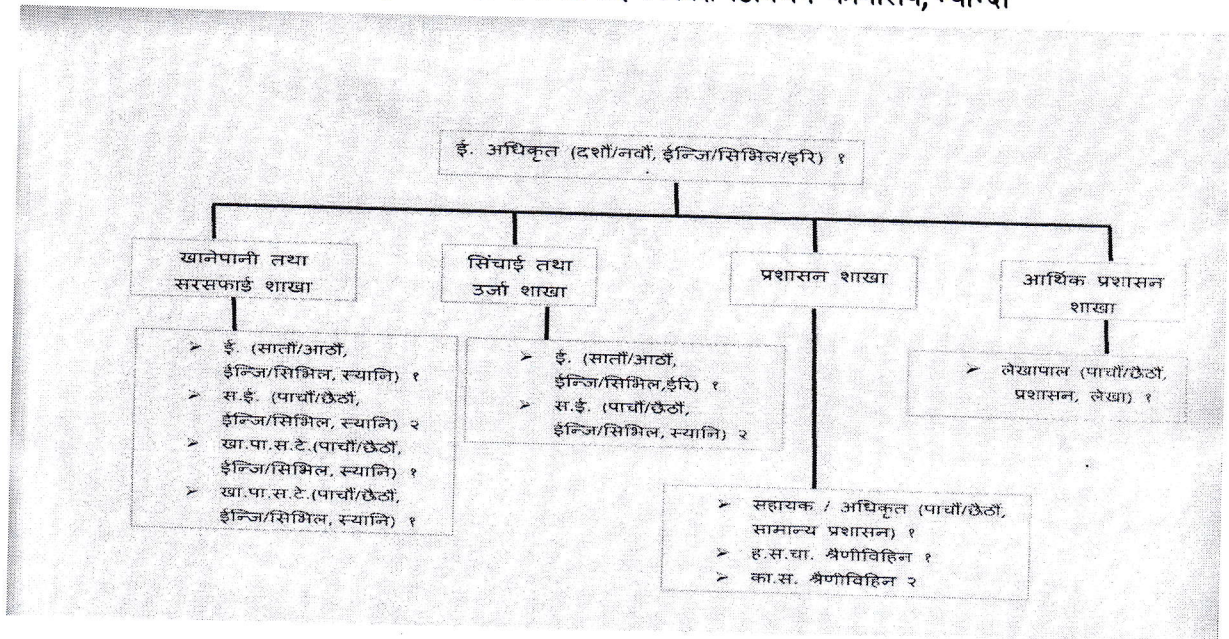 कार्यालय, म्याग्दी
ई. अधिकृत (दशौं/नवौं, ईन्जि/सिभिल/इरि) १
खानेपानी तथा
सरसफाई शाखा
➢ ई. (सातौं/आठौं,
ईन्जि/सिभिल, स्यानि) १
➢ स.ई. (पाचौं/छैठौं,
ईन्जि/सिभिल, स्यानि) २
➢ खा.पा.स.टे.(पाचौं/छैठौं,
ईन्जि/सिभिल, स्यानि) १
➢ खा.पा.स.टे.(पाचौं/छैठौं,
ईन्जि/सिभिल, स्यानि) १
सिंचाई तथा
उर्जा शाखा
➢ ई. (सातौं/आठौं,
ईन्जि/सिभिल,ईरि) १
➢ स.ई. (पाचौं/छैठौं,
ईन्जि/सिभिल, स्यानि) २
प्रशासन शाखा
➢ सहायक / अधिकृत (पाचौं/छैठौं,
सामान्य प्रशासन) १
➢ ह.स.चा. श्रेणीविहिन १
➢ का.स. श्रेणीविहिन २
आर्थिक प्रशासन
शाखा
➢ लेखापाल (पाचौं/छैठौं,
प्रशासन, लेखा) १